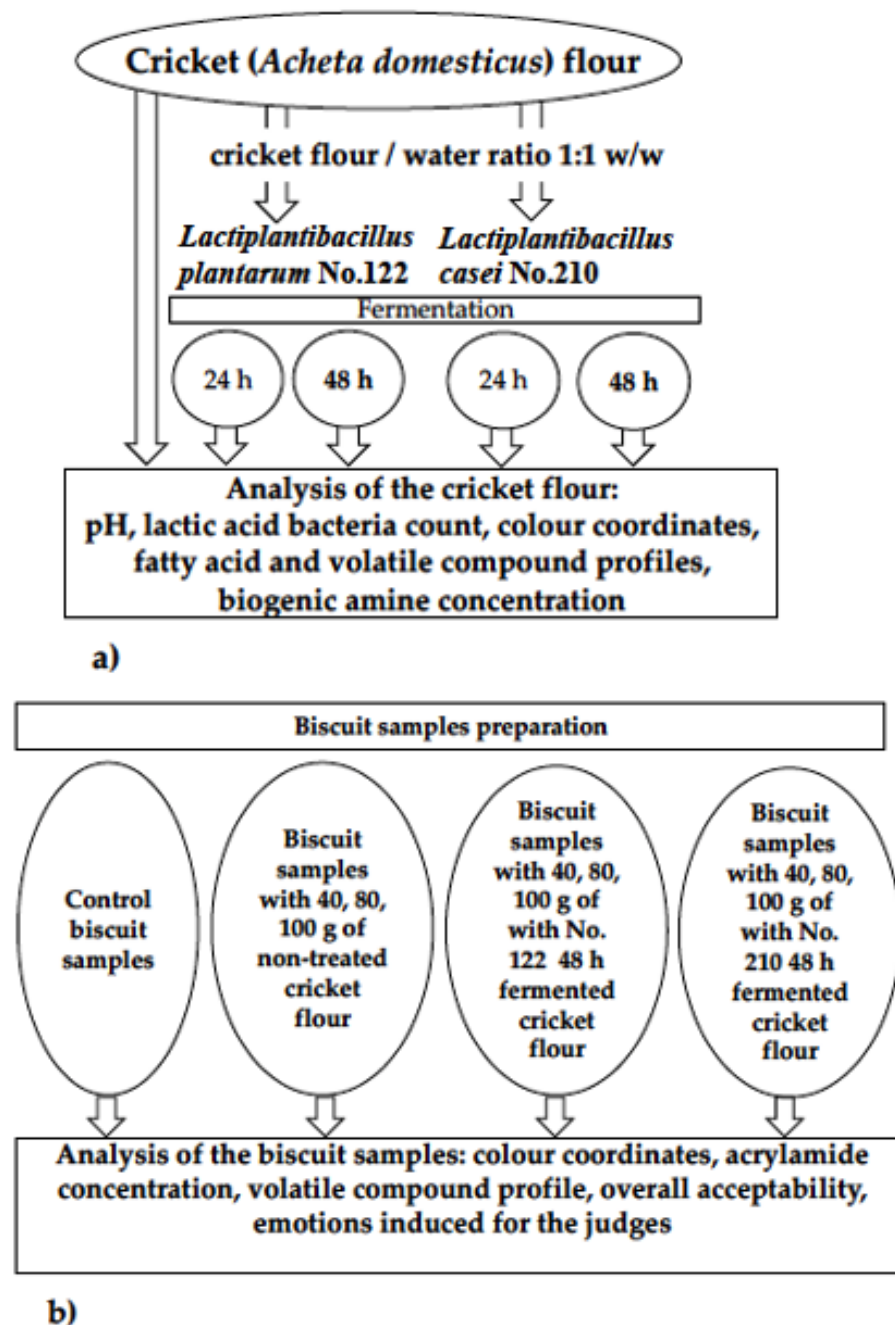 Cricket (Acheta domesticus) flour
cricket flour / water ratio 1:1 w/w
Lactiplantibacillus
plantarum No.122
Lactiplantibacillus
casei No.210
Fermentation
24 h
48 h
24 h
48 h
Analysis of the cricket flour:
pH, lactic acid bacteria count, colour coordinates,
fatty acid and volatile compound profiles,
biogenic amine concentration
a)
Biscuit samples preparation
Control
biscuit
samples
Biscuit
samples
with 40, 80,
100 g of
non-treated
cricket
flour
Biscuit
samples
with 40, 80,
100 g of
with No.
122 48 h
fermented
cricket
flour
Biscuit
samples
with 40, 80,
100 g of
with No.
210 48 h
fermented
cricket
flour
Analysis of the biscuit samples: colour coordinates, acrylamide
concentration, volatile compound profile, overall acceptability,
emotions induced for the judges
b)